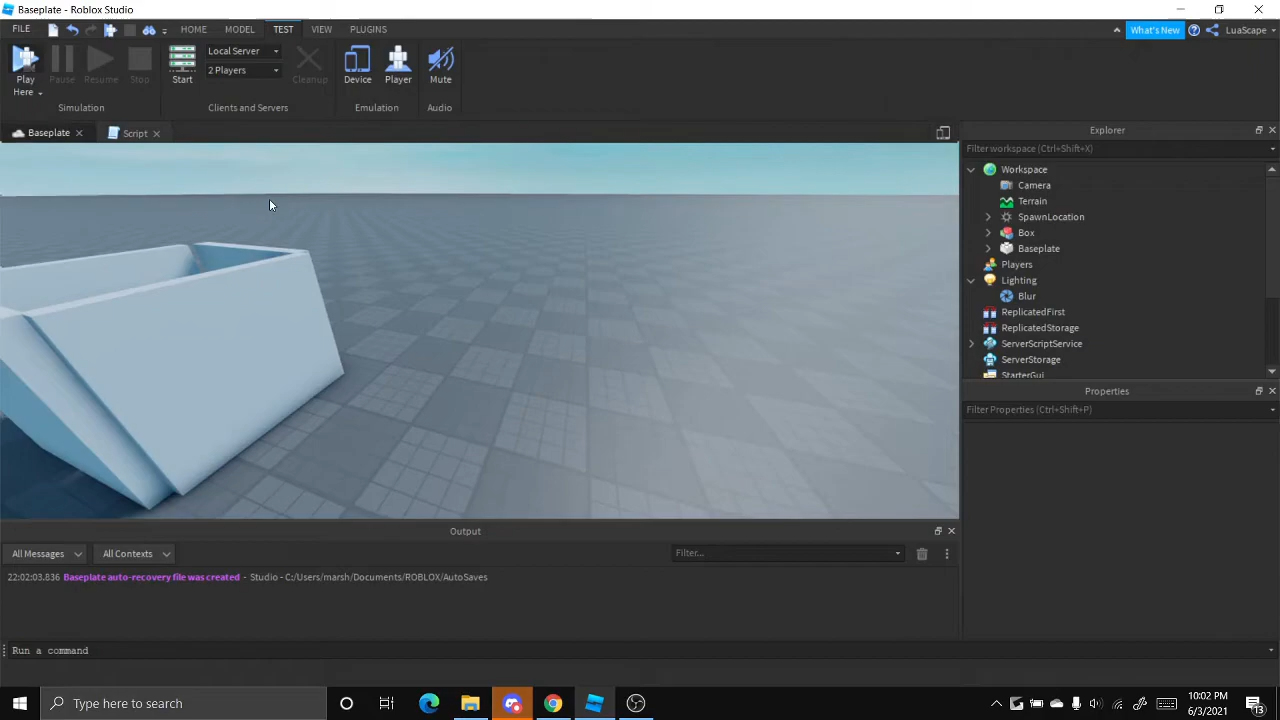 Baseplate - Roblox Studio
FILE HOME MODEL TEST VIEW PLUGINS What's New LuaScape
Play Here
Pause
Resume
Stop
Simulation
Start
Local Server
2 Players
Cleanup
Clients and Servers
Device
Player
Emulation
Mute
Audio
Baseplate Script
Explorer
Filter workspace (Ctrl+Shift+X)
Workspace
Camera
Terrain
SpawnLocation
Box
Baseplate
Players
Lighting
Blur
ReplicatedFirst
ReplicatedStorage
ServerScriptService
ServerStorage
StarterGui
Properties
Filter Properties (Ctrl+Shift+P)
Output
All Messages All Contexts Filter...
22:02:03.836 Baseplate auto-recovery file was created - Studio - C:/Users/marsh/Documents/ROBLOX/AutoSaves
Run a command
Type here to search
10:02 PM
6/3/2021
3